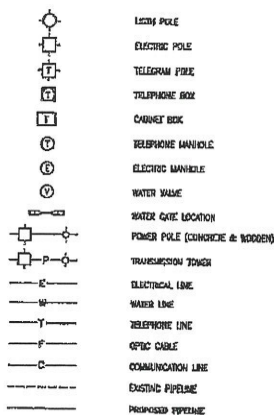 LIGHT POLE
ELECTRIC POLE
T TELEGRAM POLE
T TELEPHONE BOX
CABINET BOX
T TELEPHONE MANHOLE
E ELECTRIC MANHOLE
V WATER VALVE
WATER GATE LOCATION
POWER POLE (CONCRETE & WOODEN)
P TRANSMISSION TOWER
E ELECTRICAL LINE
W WATER LINE
T TELEPHONE LINE
F OPTIC CABLE
C COMMUNICATION LINE
EXISTING PIPELINE
PROPOSED PIPELINE